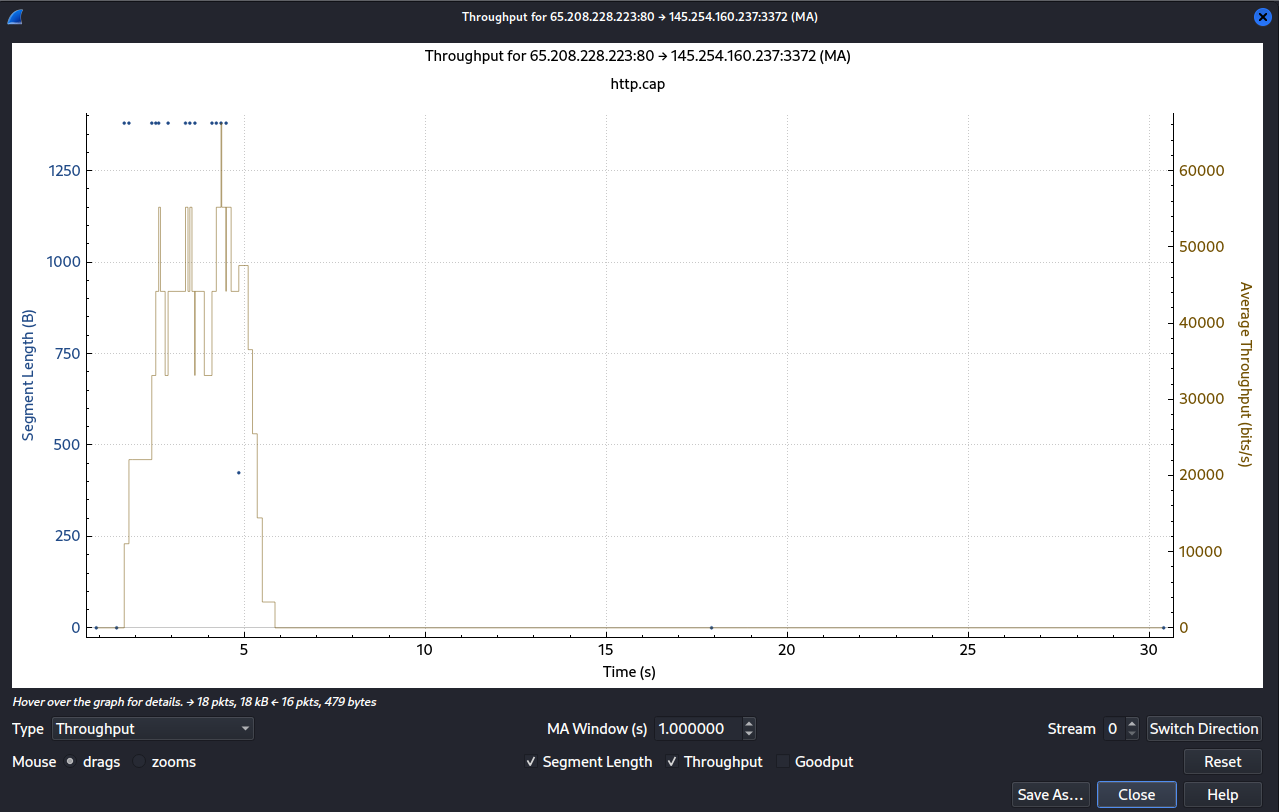 Throughput for 65.208.228.223:80 → 145.254.160.237:3372 (MA)
Throughput for 65.208.228.223:80 → 145.254.160.237:3372 (MA)
http.cap
Segment Length (B)
1250
1000
750
500
250
0
60000
50000
40000
30000
20000
10000
0
Average Throughput (bits/s)
5 10 15 20 25 30
Time (s)
Hover over the graph for details. → 18 pkts, 18 kB ← 16 pkts, 479 bytes
Type Throughput MA Window (s) 1.000000 Stream 0 Switch Direction
Mouse drags zooms Segment Length Throughput Goodput Reset
Save As... Close Help